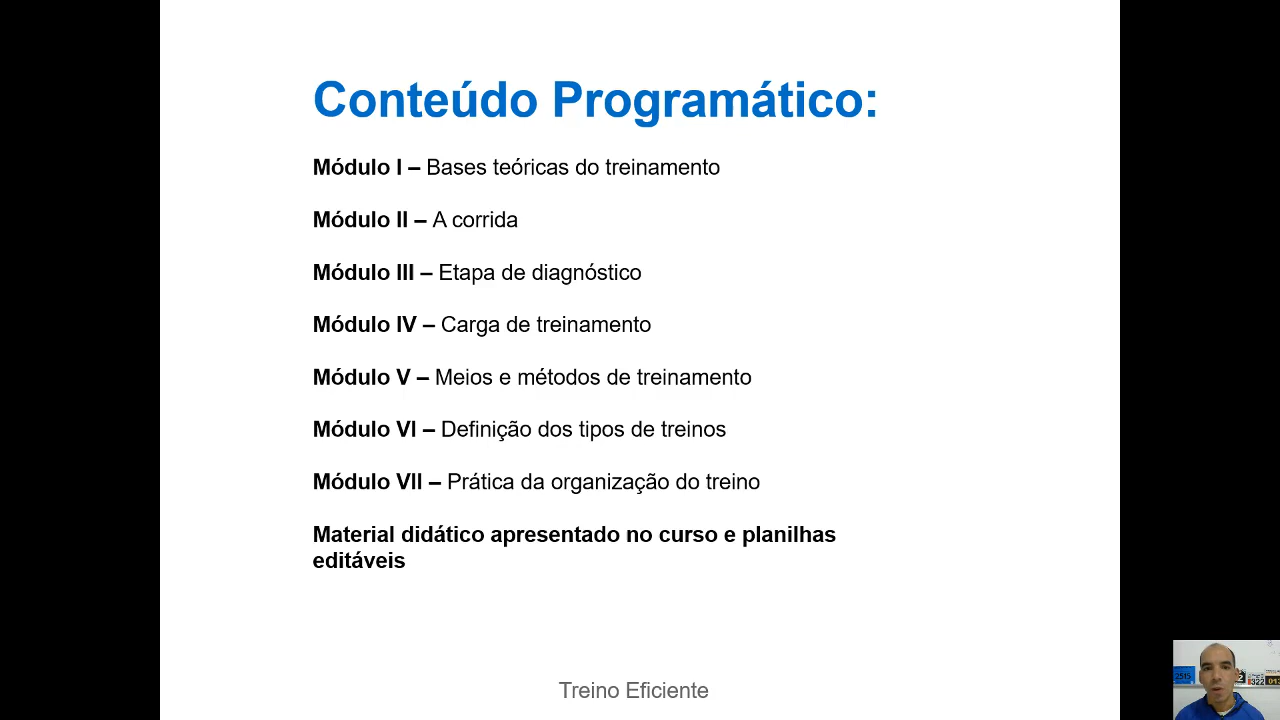 Conteúdo Programático:
Módulo I – Bases teóricas do treinamento
Módulo II – A corrida
Módulo III – Etapa de diagnóstico
Módulo IV – Carga de treinamento
Módulo V – Meios e métodos de treinamento
Módulo VI – Definição dos tipos de treinos
Módulo VII – Prática da organização do treino
Material didático apresentado no curso e planilhas
editáveis
Treino Eficiente